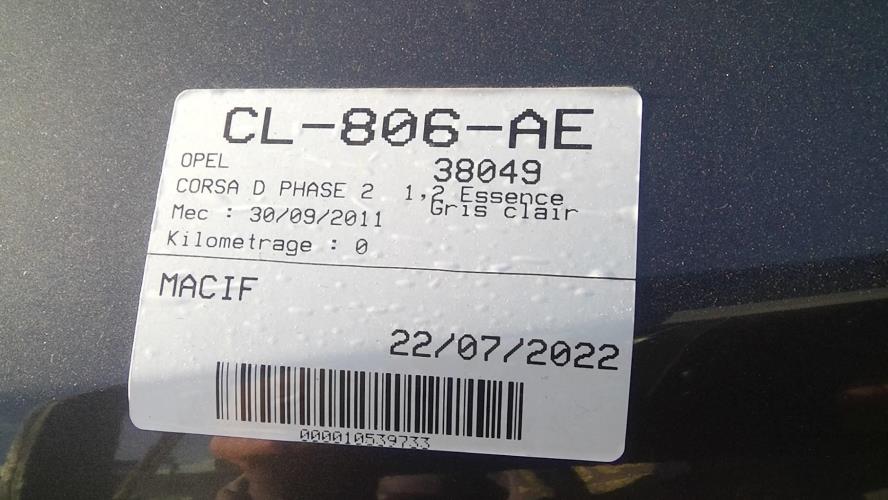 CL-806-AE
OPEL 38049
CORSA D PHASE 2 1,2 Essence
Gris clair
Mec : 30/09/2011
Kilometrage : 0
MACIF
22/07/2022
000010539733